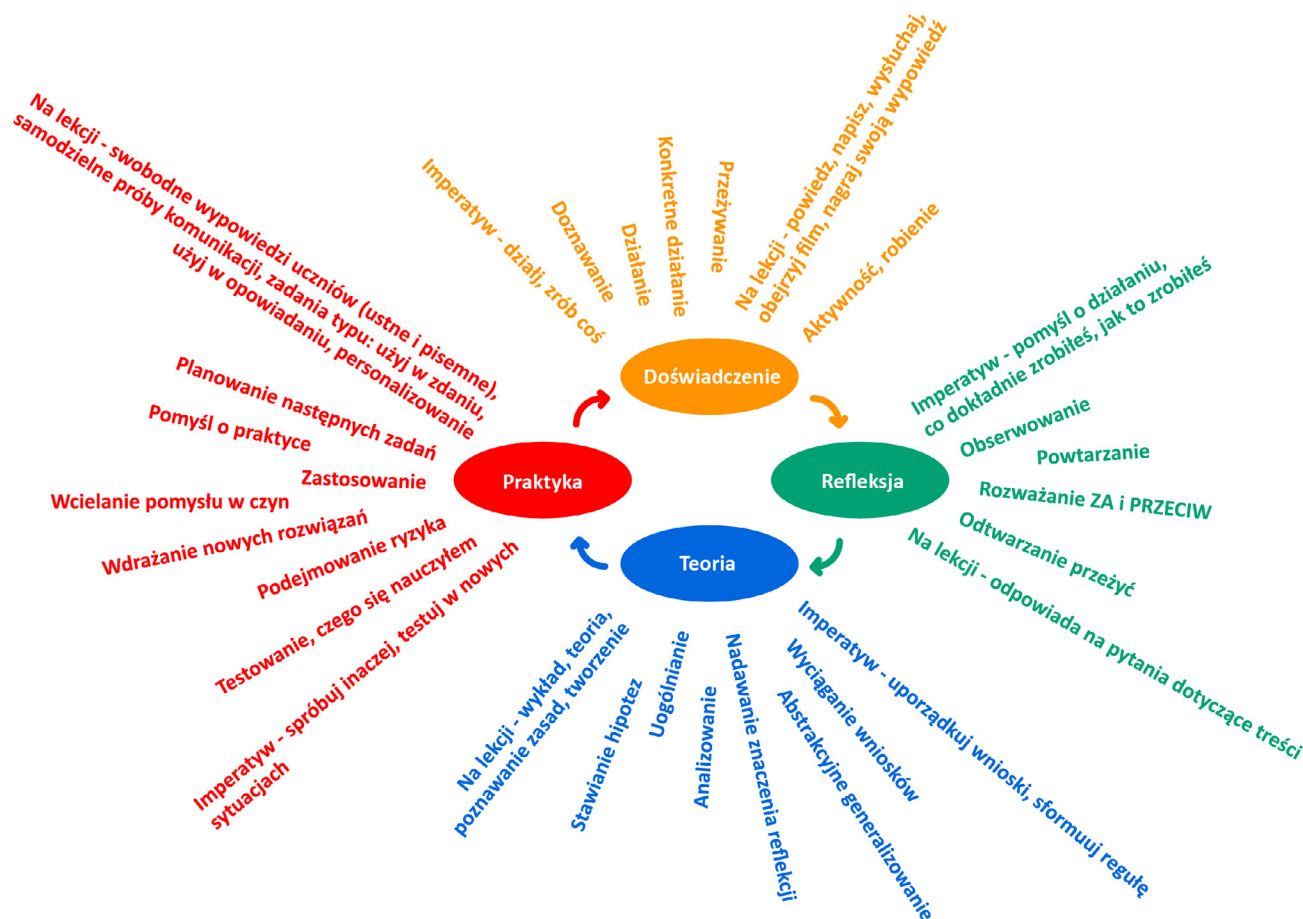 Doświadczenie
Imperatyw - działj, zrób coś
Doznawanie
Działanie
Konkretne działanie
Przeżywanie
Na lekcji - powiedz, napisz, wysłuchaj,
obejrzyj film, nagraj swoją wypowiedź
Aktywność, robienie
Refleksja
Imperatyw - pomyśl o działaniu,
co dokładnie zrobiłeś, jak to zrobiłeś
Obserwowanie
Powtarzanie
Rozważanie ZA i PRZECIW
Odtwarzanie przeżyć
Na lekcji - odpowiada na pytania dotyczące treści
Teoria
Imperatyw - uporządkuj wnioski, sformuuj regułę
Wyciąganie wniosków
Abstrakcyjne generalizowanie
Nadawanie znaczenia reflekcji
Analizowanie
Uogólnianie
Stawianie hipotez
Na lekcji - wykład, teoria,
poznawanie zasad, tworzenie
Praktyka
Imperatyw - spróbuj inaczej, testuj w nowych
sytuacjach
Testowanie, czego się nauczyłem
Podejmowanie ryzyka
Wdrażanie nowych rozwiązań
Wcielanie pomysłu w czyn
Zastosowanie
Pomyśl o praktyce
Planowanie następnych zadań
Na lekcji - swobodne wypowiedzi uczniów (ustne i pisemne),
samodzielne próby komunikacji, zadania typu: użyj w zdaniu,
użyj w opowiadaniu, personalizowanie